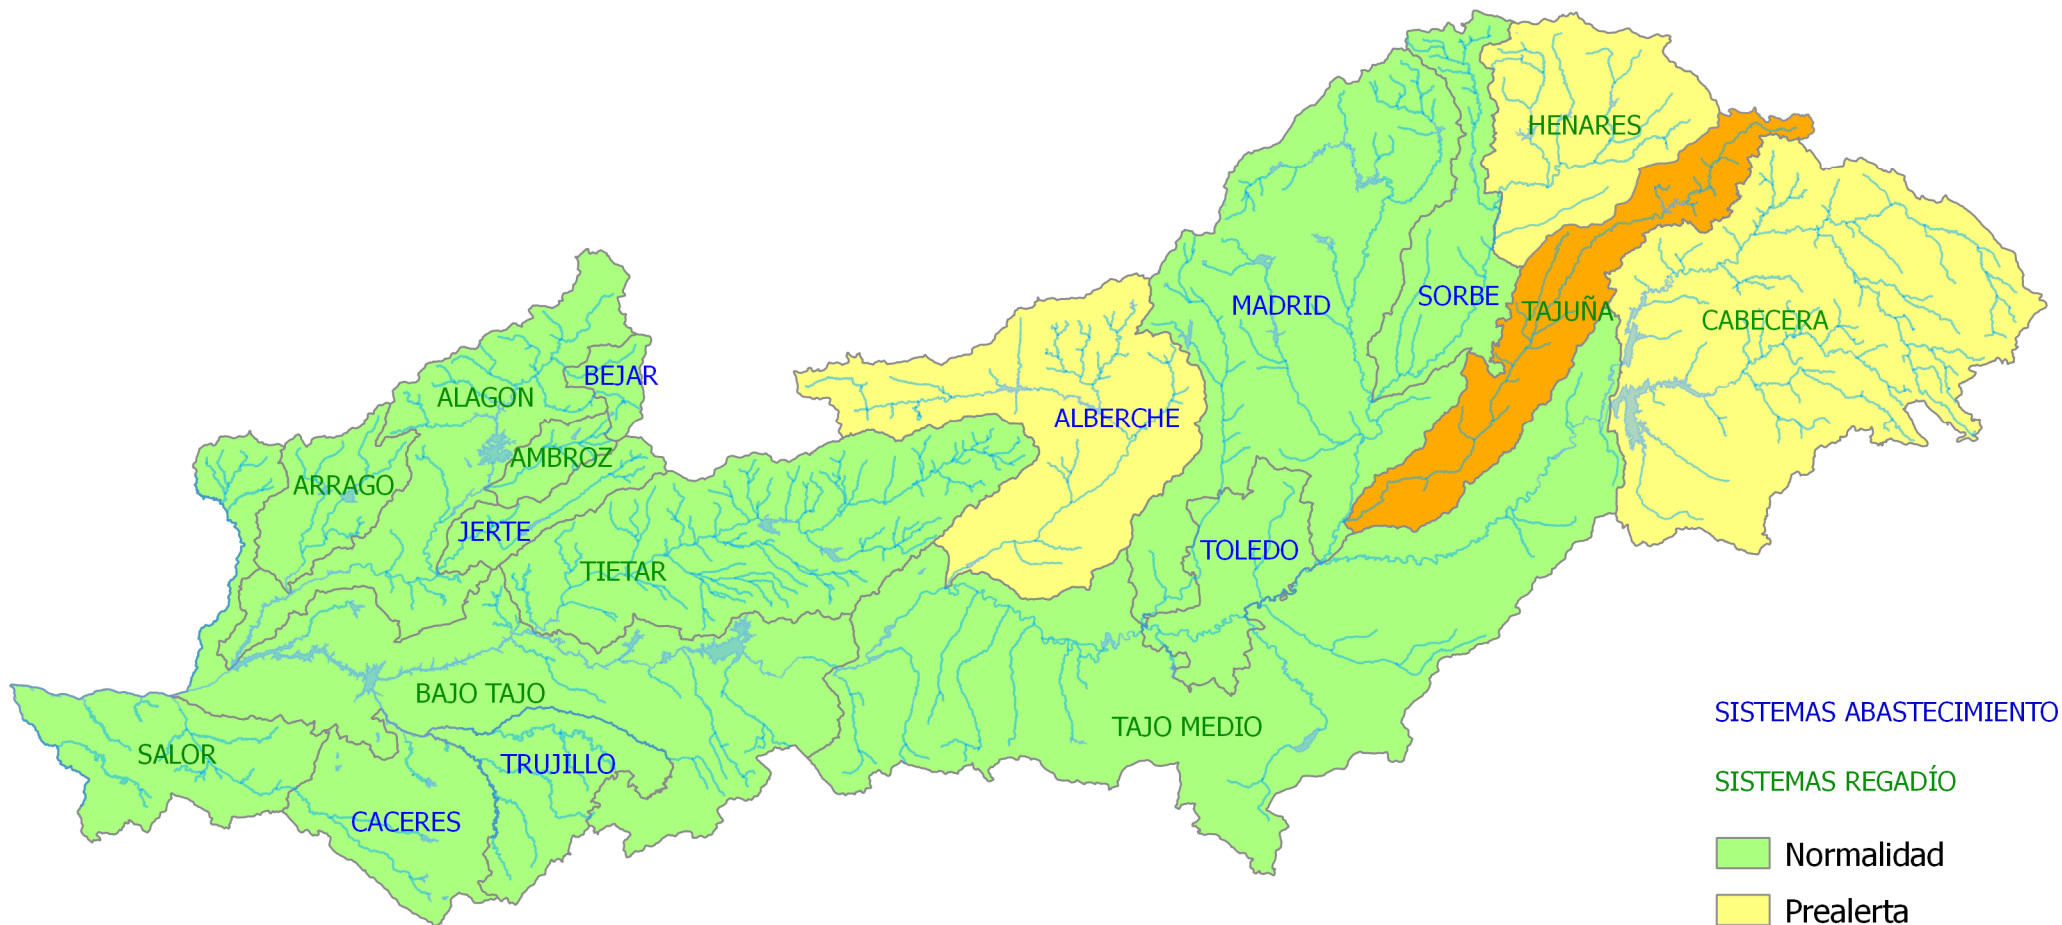 HENARES
SORBE
MADRID
TAJUÑA
CABECERA
BEJAR
ALAGON
ALBERCHE
AMBROZ
ARRAGO
JERTE
TOLEDO
TIETAR
BAJO TAJO
TAJO MEDIO
SALOR
TRUJILLO
CACERES
SISTEMAS ABASTECIMIENTO
SISTEMAS REGADÍO
Normalidad
Prealerta